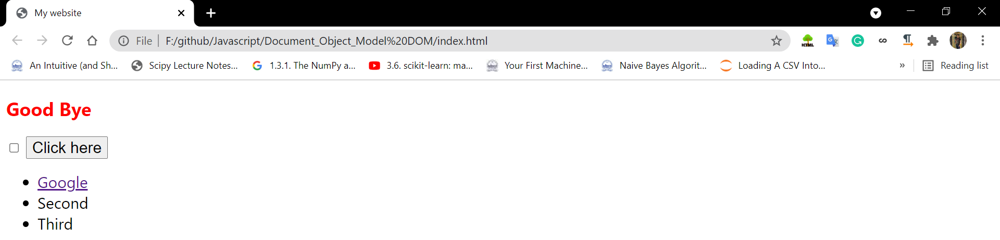 My website
File F:/github/Javascript/Document_Object_Model%20DOM/index.html
HTML G
An Intuitive (and Sh... Scipy Lecture Notes... 1.3.1. The NumPy a... 3.6. scikit-learn: ma... Your First Machine... Naive Bayes Algorit... Loading A CSV Into... » Reading list
Good Bye
Click here
Google
Second
Third